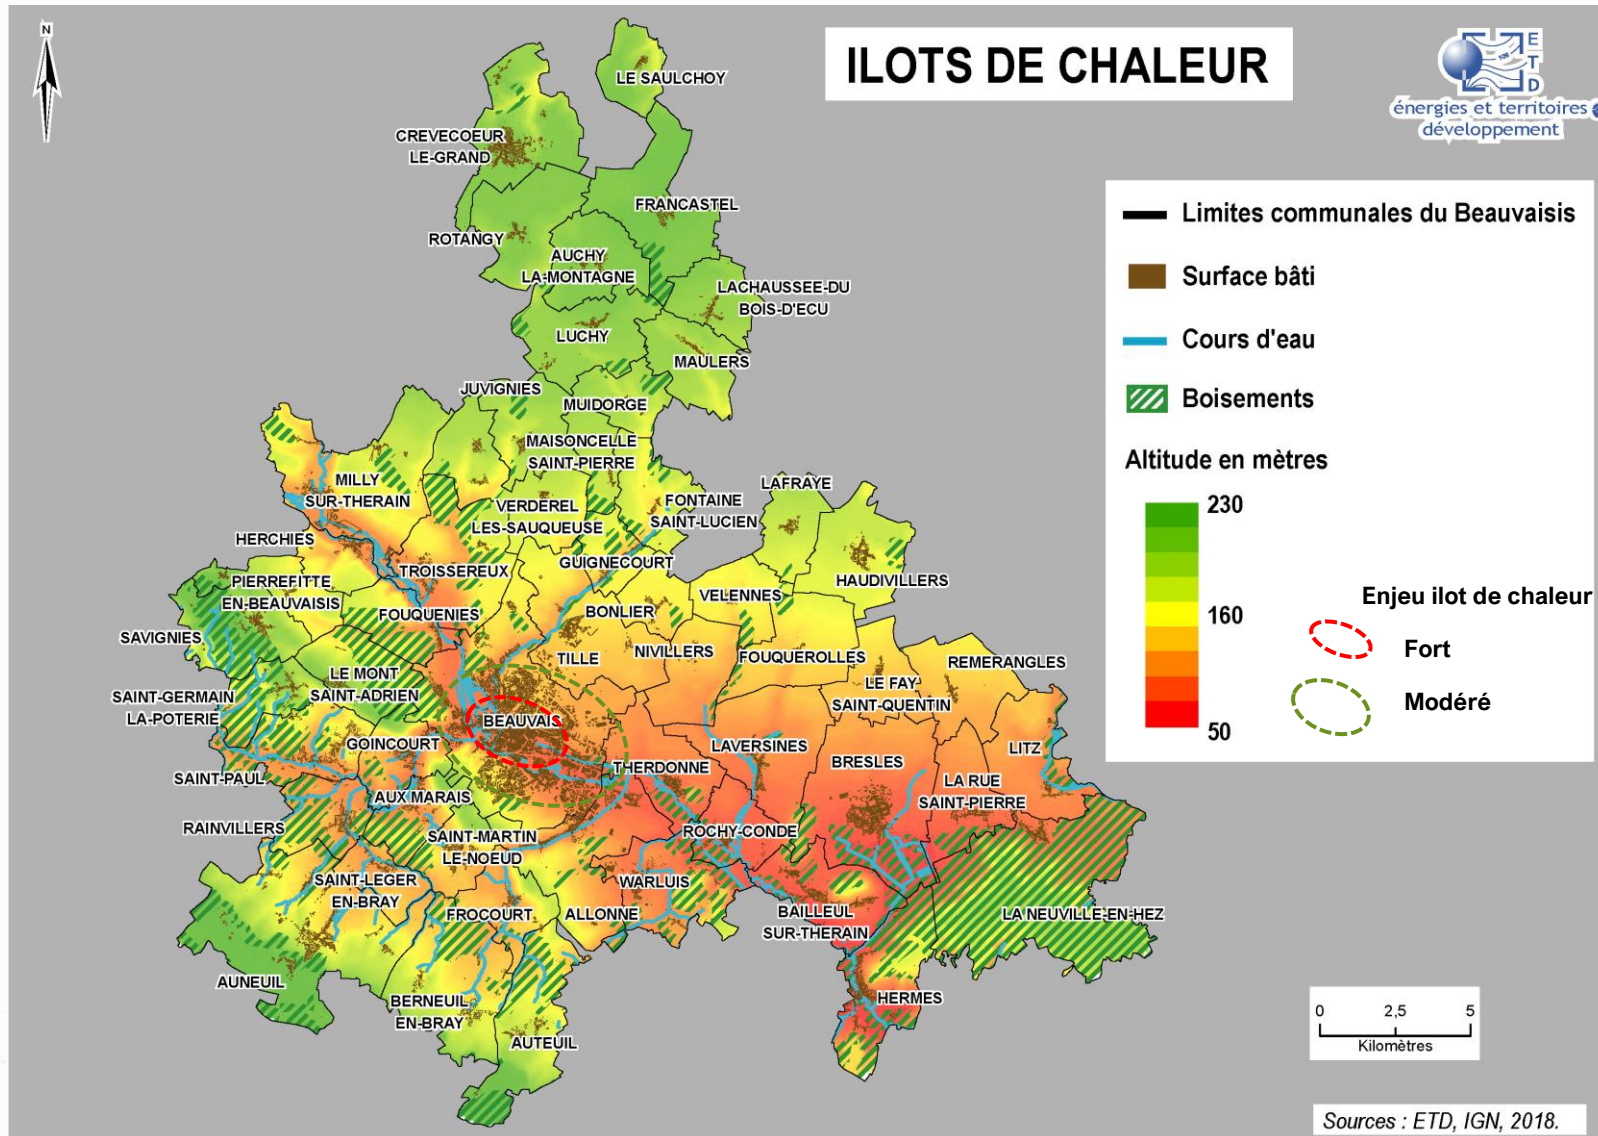 N
ILOTS DE CHALEUR
E
T
D
énergies et territoires
développement
LE SAULCHOY
CREVECOEUR
LE-GRAND
FRANCASTEL
ROTANGY
AUCHY
LA-MONTAGNE
LACHAUSSEE-DU
BOIS-D'ECU
LUCHY
MAULERS
JUVIGNIES
MUIDORGE
MAISONCELLE
SAINT-PIERRE
MILLY
SUR-THERAIN
VERDEREL
LES-SAUQUEUSE
FONTAINE
SAINT-LUCIEN
LAFRAYE
HERCHIES
TROISSEREUX
GUIGNECOURT
HAUDIVILLERS
PIERREFITTE
EN-BEAUVAISIS
FOUQUENIES
BONLIER
VELENNES
SAVIGNIES
TILLE
NIVILLERS
FOUQUEROLLES
REMERANGLES
LE MONT
SAINT-ADRIEN
LE FAY
SAINT-QUENTIN
SAINT-GERMAIN
LA-POTERIE
BEAUVAIS
GOINCOURT
LAVERSINES
LITZ
SAINT-PAUL
THERDONNE
BRESLES
LA RUE
SAINT-PIERRE
AUX MARAIS
RAINVILLERS
SAINT-MARTIN
LE-NOEUD
ROCHY-CONDE
SAINT-LEGER
EN-BRAY
WARLUIS
FROCOURT
ALLONNE
BAILLEUL
SUR-THERAIN
LA NEUVILLE-EN-HEZ
AUNEUIL
BERNEUIL
EN-BRAY
HERMES
AUTEUIL
Limites communales du Beauvaisis
Surface bâti
Cours d'eau
Boisements
Altitude en mètres
230
160
50
Enjeu ilot de chaleur
Fort
Modéré
0 2,5 5
Kilomètres
Sources : ETD, IGN, 2018.